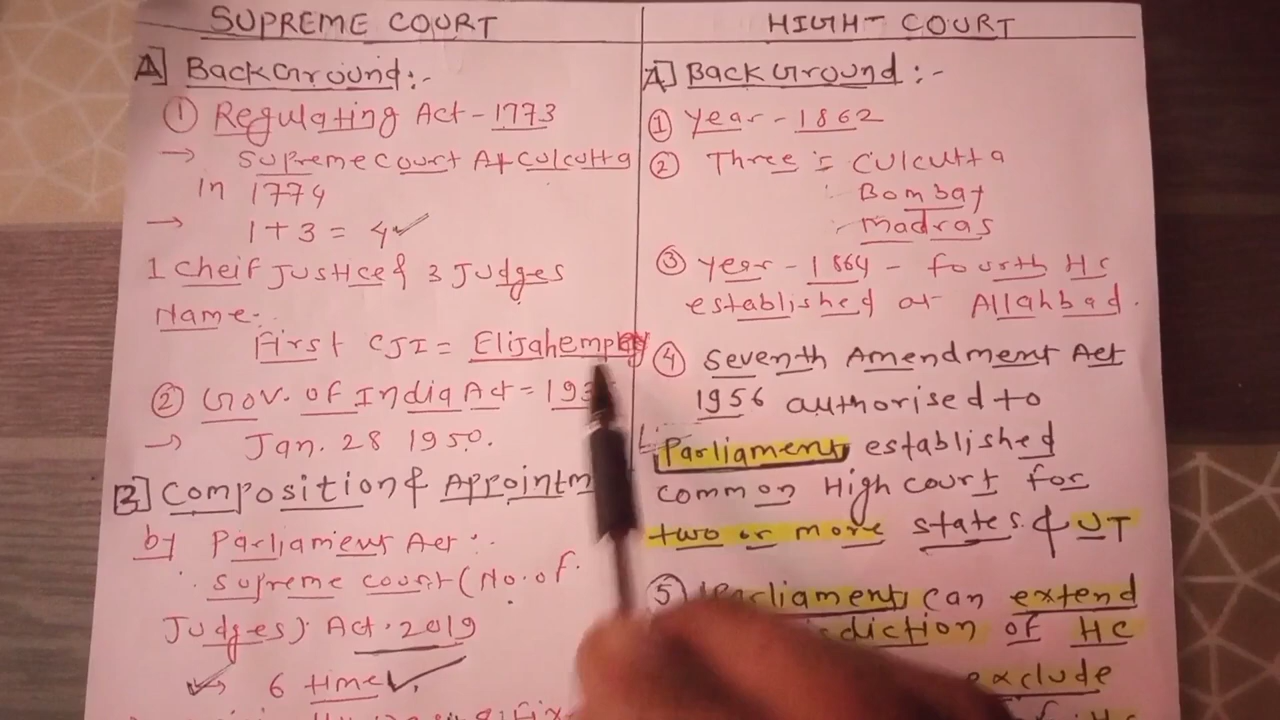 SUPREME COURT
A] Background:-
① Regulating Act - 1773
→ Supreme court At Culcutta
in 1774
→ 1 + 3 = 4 ✓
1 Cheif Justice & 3 Judges
Name:-
First CJI = Elijahempey
② Gov. of India Act = 193
→ Jan. 28 1950.
B] Composition & Appointm
by Parliament Act:.
Supreme court (No. of
Judges) Act. 2019
→ 6 time ✓.
HIGH - COURT
A] Background :-
① Year - 1862
② Three = Culcutta
Bombay
Madras
③ Year - 1864 - fourth Hc
established at Allahbad.
④ Seventh Amendment Act
1956 authorised to
Parliament established
common High court for
two or more states. & UT
⑤ Parliament can extend
diction of HC
exclude